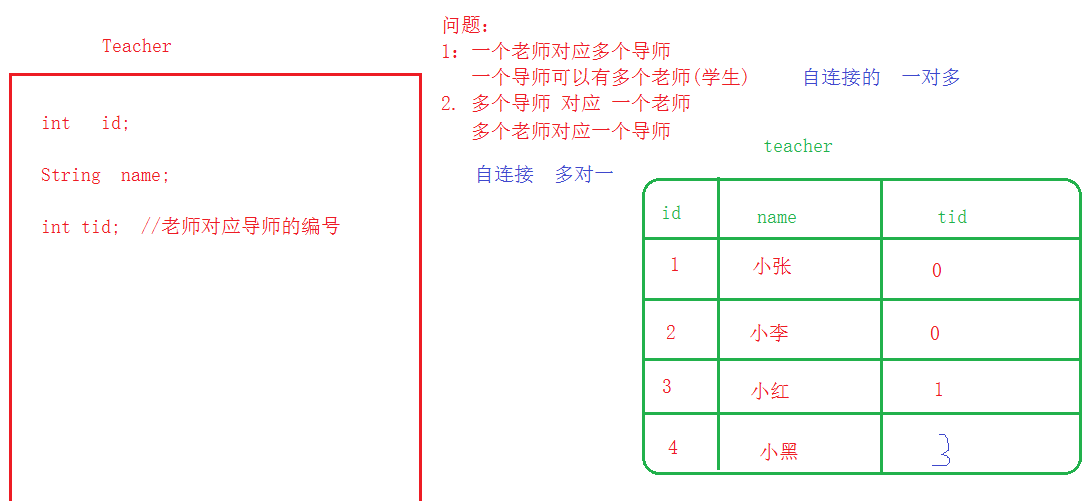 Teacher
int id;
String name;
int tid; //老师对应导师的编号
问题:
1: 一个老师对应多个导师
一个导师可以有多个老师(学生) 自连接的 一对多
2. 多个导师 对应 一个老师
多个老师对应一个导师
自连接 多对一
teacher
id name tid
1 小张 0
2 小李 0
3 小红 1
4 小黑 3